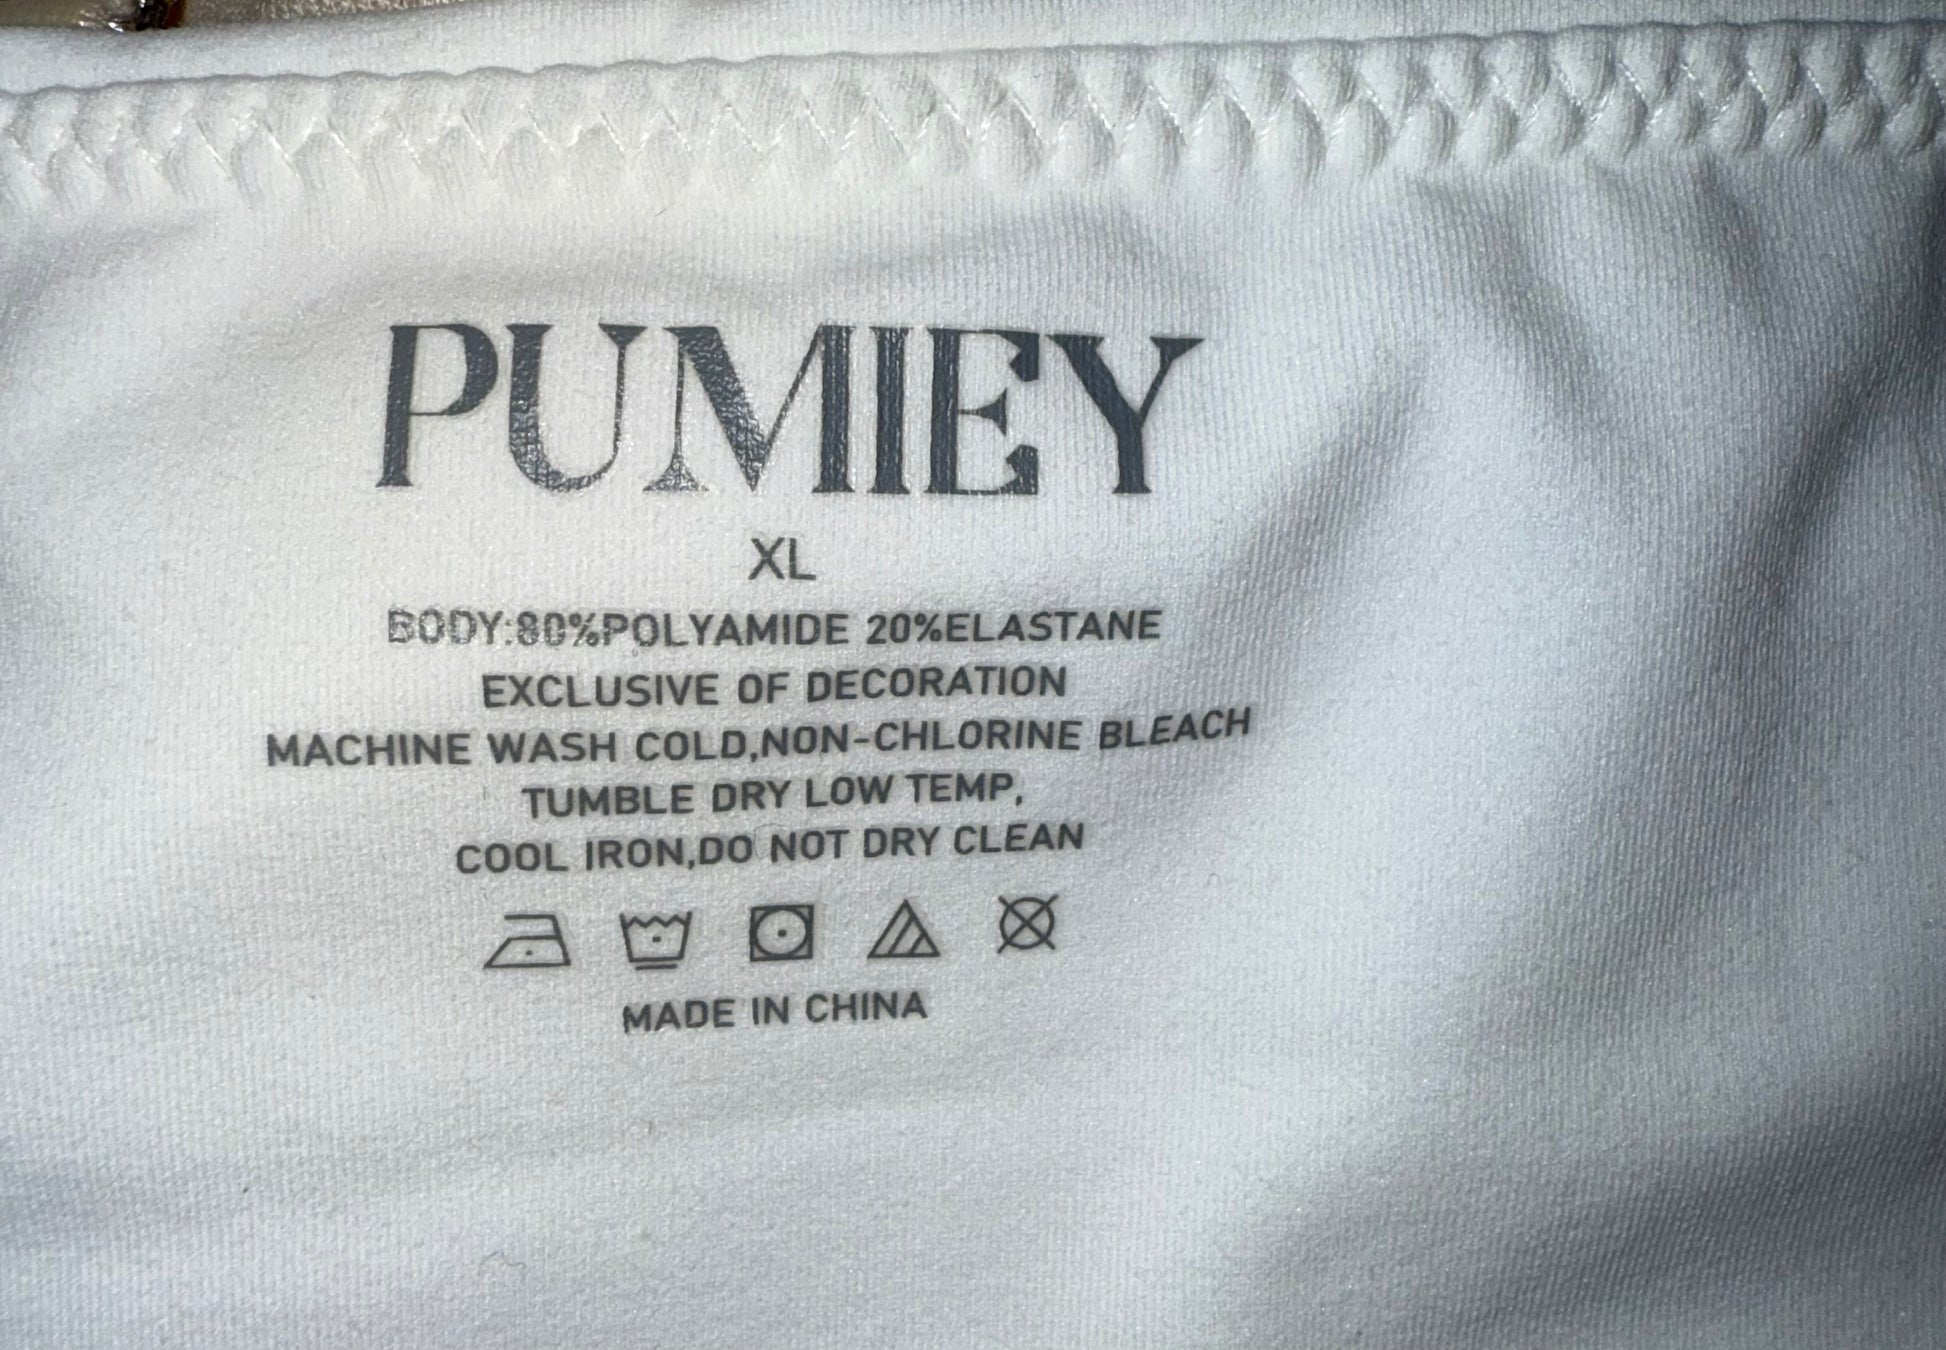 PUMIEY
XL
BODY:80%POLYAMIDE 20%ELASTANE
EXCLUSIVE OF DECORATION
MACHINE WASH COLD,NON-CHLORINE BLEACH
TUMBLE DRY LOW TEMP,
COOL IRON,DO NOT DRY CLEAN
MADE IN CHINA